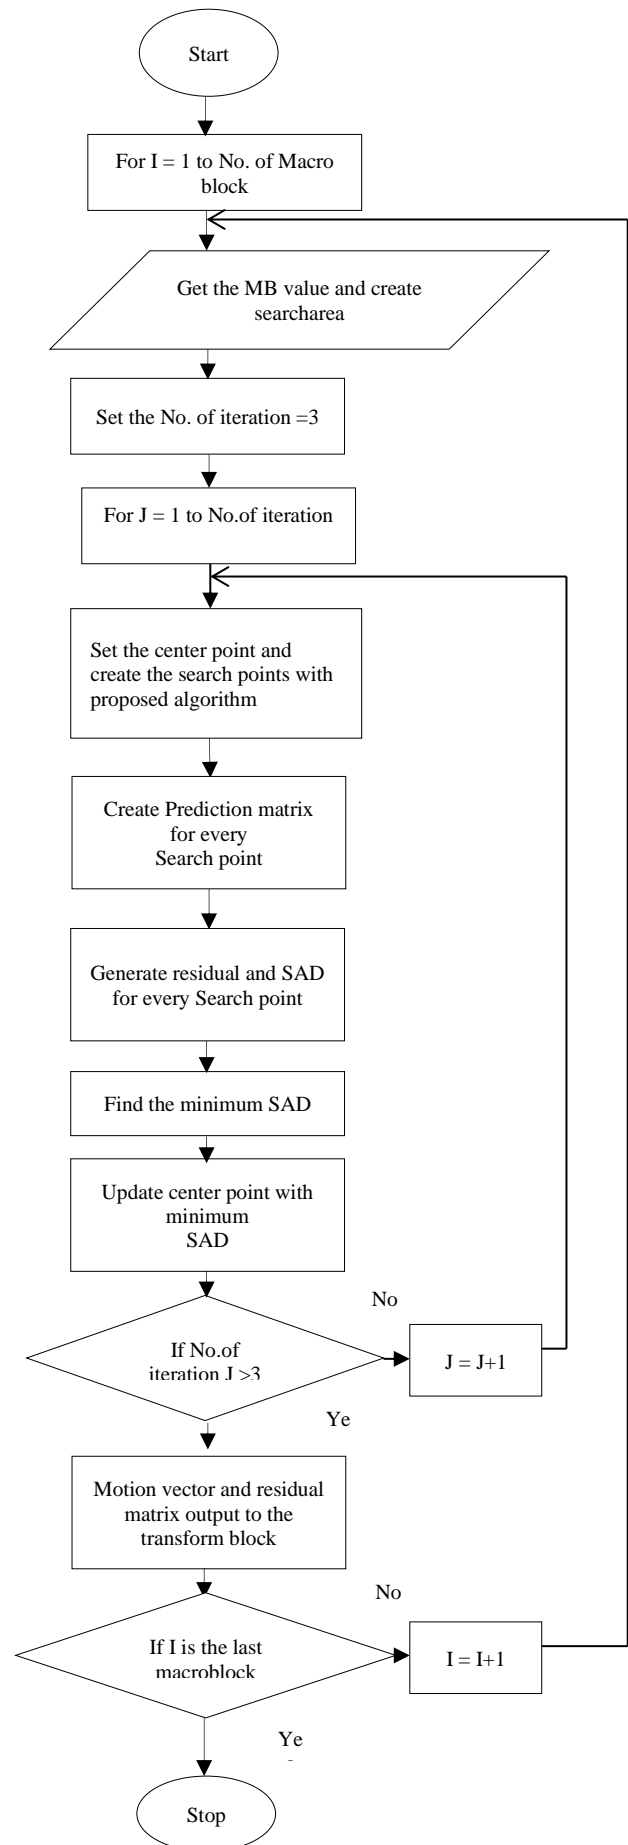 Start
For I = 1 to No. of Macro
block
Get the MB value and create
searcharea
Set the No. of iteration =3
For J = 1 to No.of iteration
Set the center point and
create the search points with
proposed algorithm
Create Prediction matrix
for every
Search point
Generate residual and SAD
for every Search point
Find the minimum SAD
Update center point with
minimum
SAD
No
If No.of
iteration J >3
J = J+1
Ye
Motion vector and residual
matrix output to the
transform block
No
If I is the last
macroblock
I = I+1
Ye
Stop